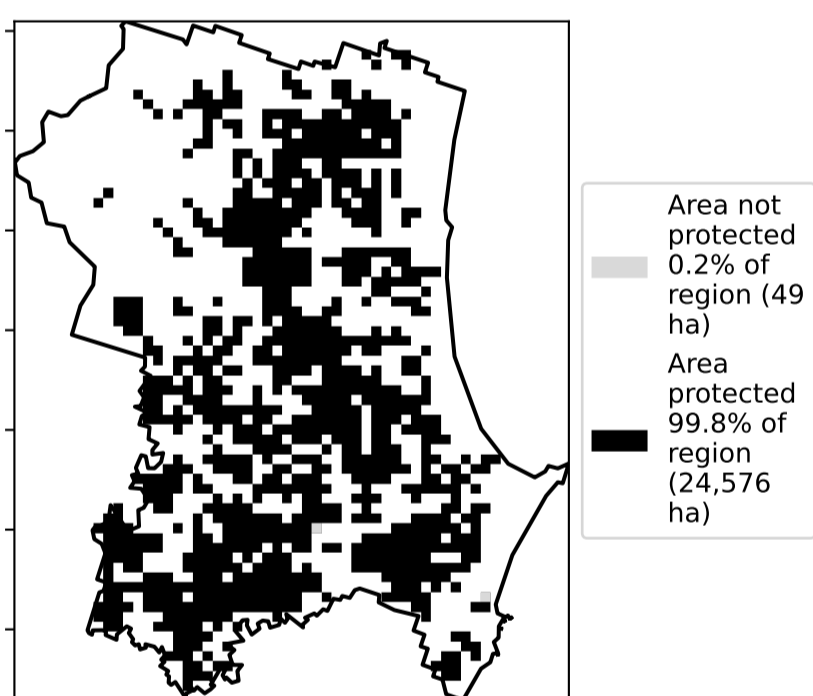 Area not
protected
0.2% of
region (49
ha)
Area
protected
99.8% of
region
(24,576
ha)